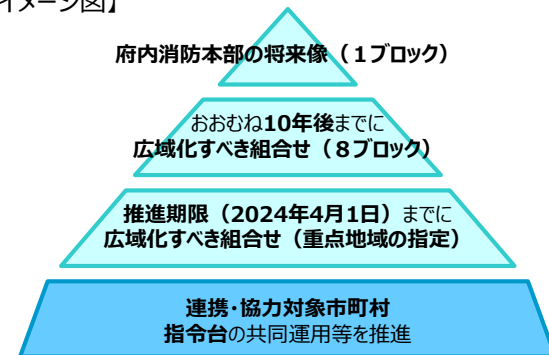 イメージ図】
府内消防本部の将来像（１ブロック）
おおむね10年後までに
広域化すべき組合せ（８ブロック）
推進期限（2024年4月1日）までに
広域化すべき組合せ（重点地域の指定）
連携・協力対象市町村
指令台の共同運用等を推進